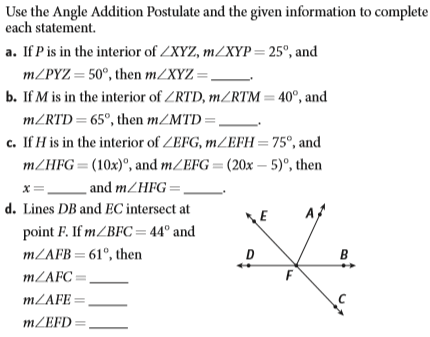 Use the Angle Addition Postulate and the given information to complete
each statement.
a. If P is in the interior of ∠XYZ, m∠XYP = 25°, and
m∠PYZ = 50°, then m∠XYZ = ______.
b. If M is in the interior of ∠RTD, m∠RTM = 40°, and
m∠RTD = 65°, then m∠MTD = ______.
c. If H is in the interior of ∠EFG, m∠EFH = 75°, and
m∠HFG = (10x)°, and m∠EFG = (20x – 5)°, then
x = ______ and m∠HFG = ______.
d. Lines DB and EC intersect at
point F. If m∠BFC = 44° and
m∠AFB = 61°, then
m∠AFC = ______
m∠AFE = ______
m∠EFD = ______
E A
D B
F
C